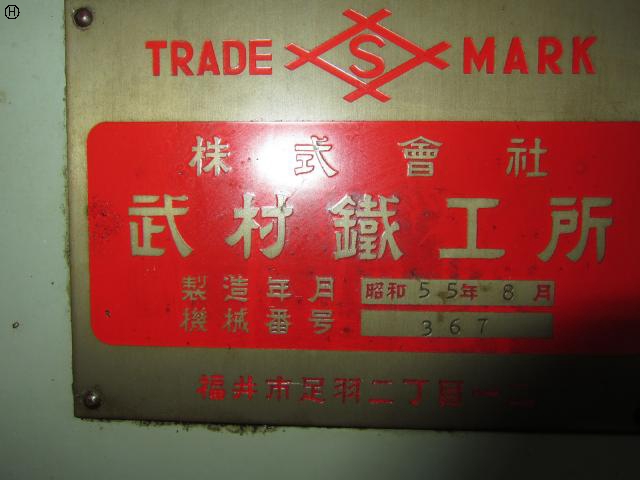 H
TRADE S MARK
株式會社
武村鐵工所
製造年月 昭和55年8月
機械番号 367
福井市足羽二丁目一二